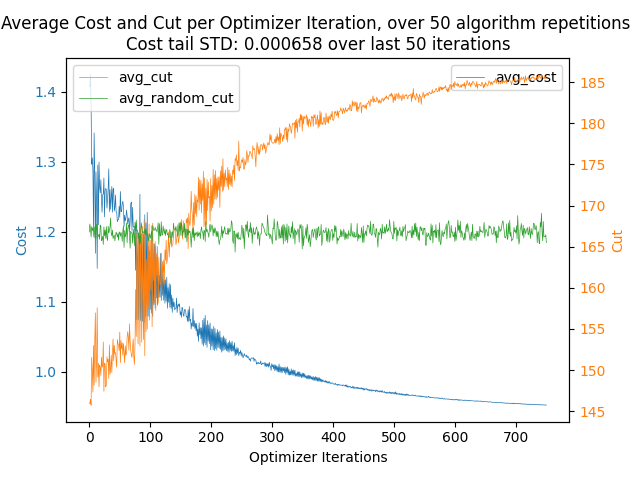 Average Cost and Cut per Optimizer Iteration, over 50 algorithm repetitions
Cost tail STD: 0.000658 over last 50 iterations
avg_cut
avg_random_cut
avg_cost
1.4
1.3
1.2
1.1
1.0
Cost
185
180
175
170
165
160
155
150
145
Cut
0 100 200 300 400 500 600 700
Optimizer Iterations